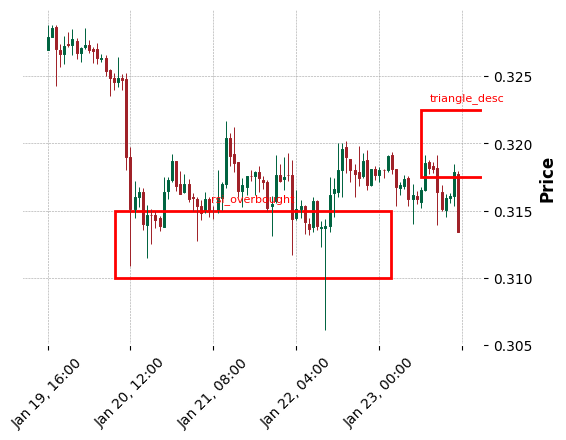 triangle_desc
rsi_overbought
0.325
0.320
0.315
0.310
0.305
Price
Jan 19, 16:00
Jan 20, 12:00
Jan 21, 08:00
Jan 22, 04:00
Jan 23, 00:00